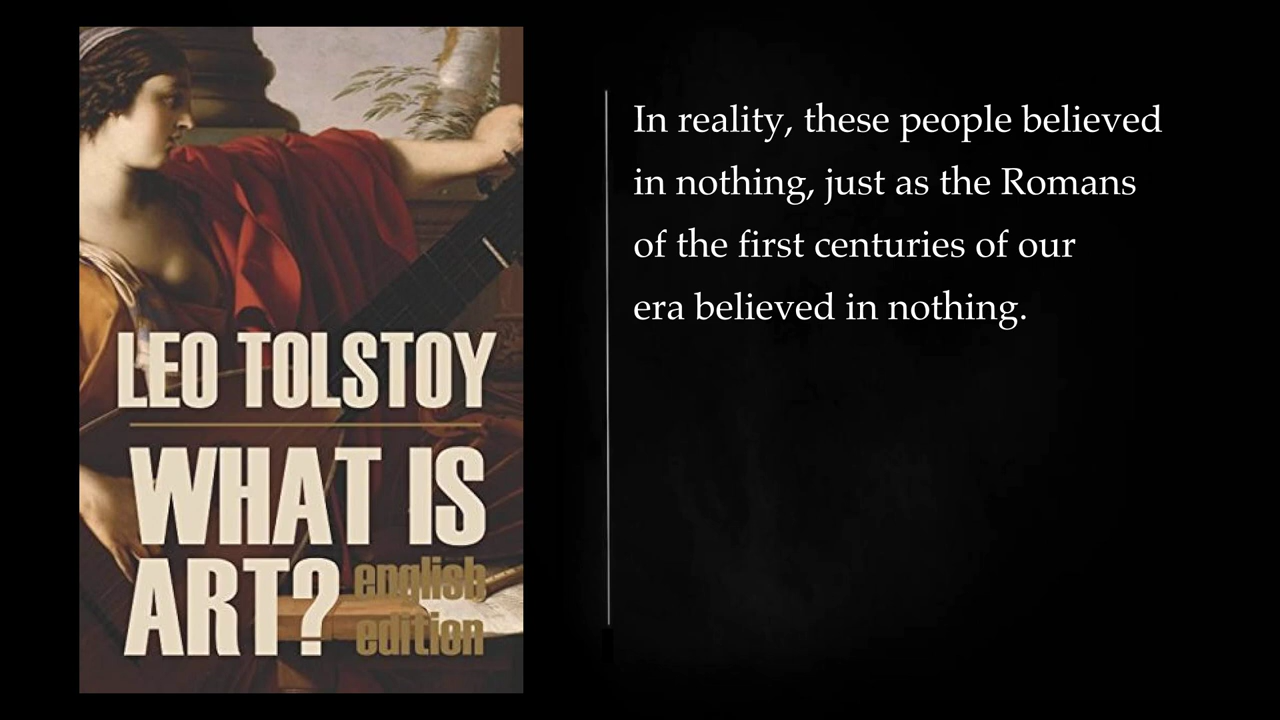 LEO TOLSTOY
WHAT IS
ART?
english
edition
In reality, these people believed
in nothing, just as the Romans
of the first centuries of our
era believed in nothing.